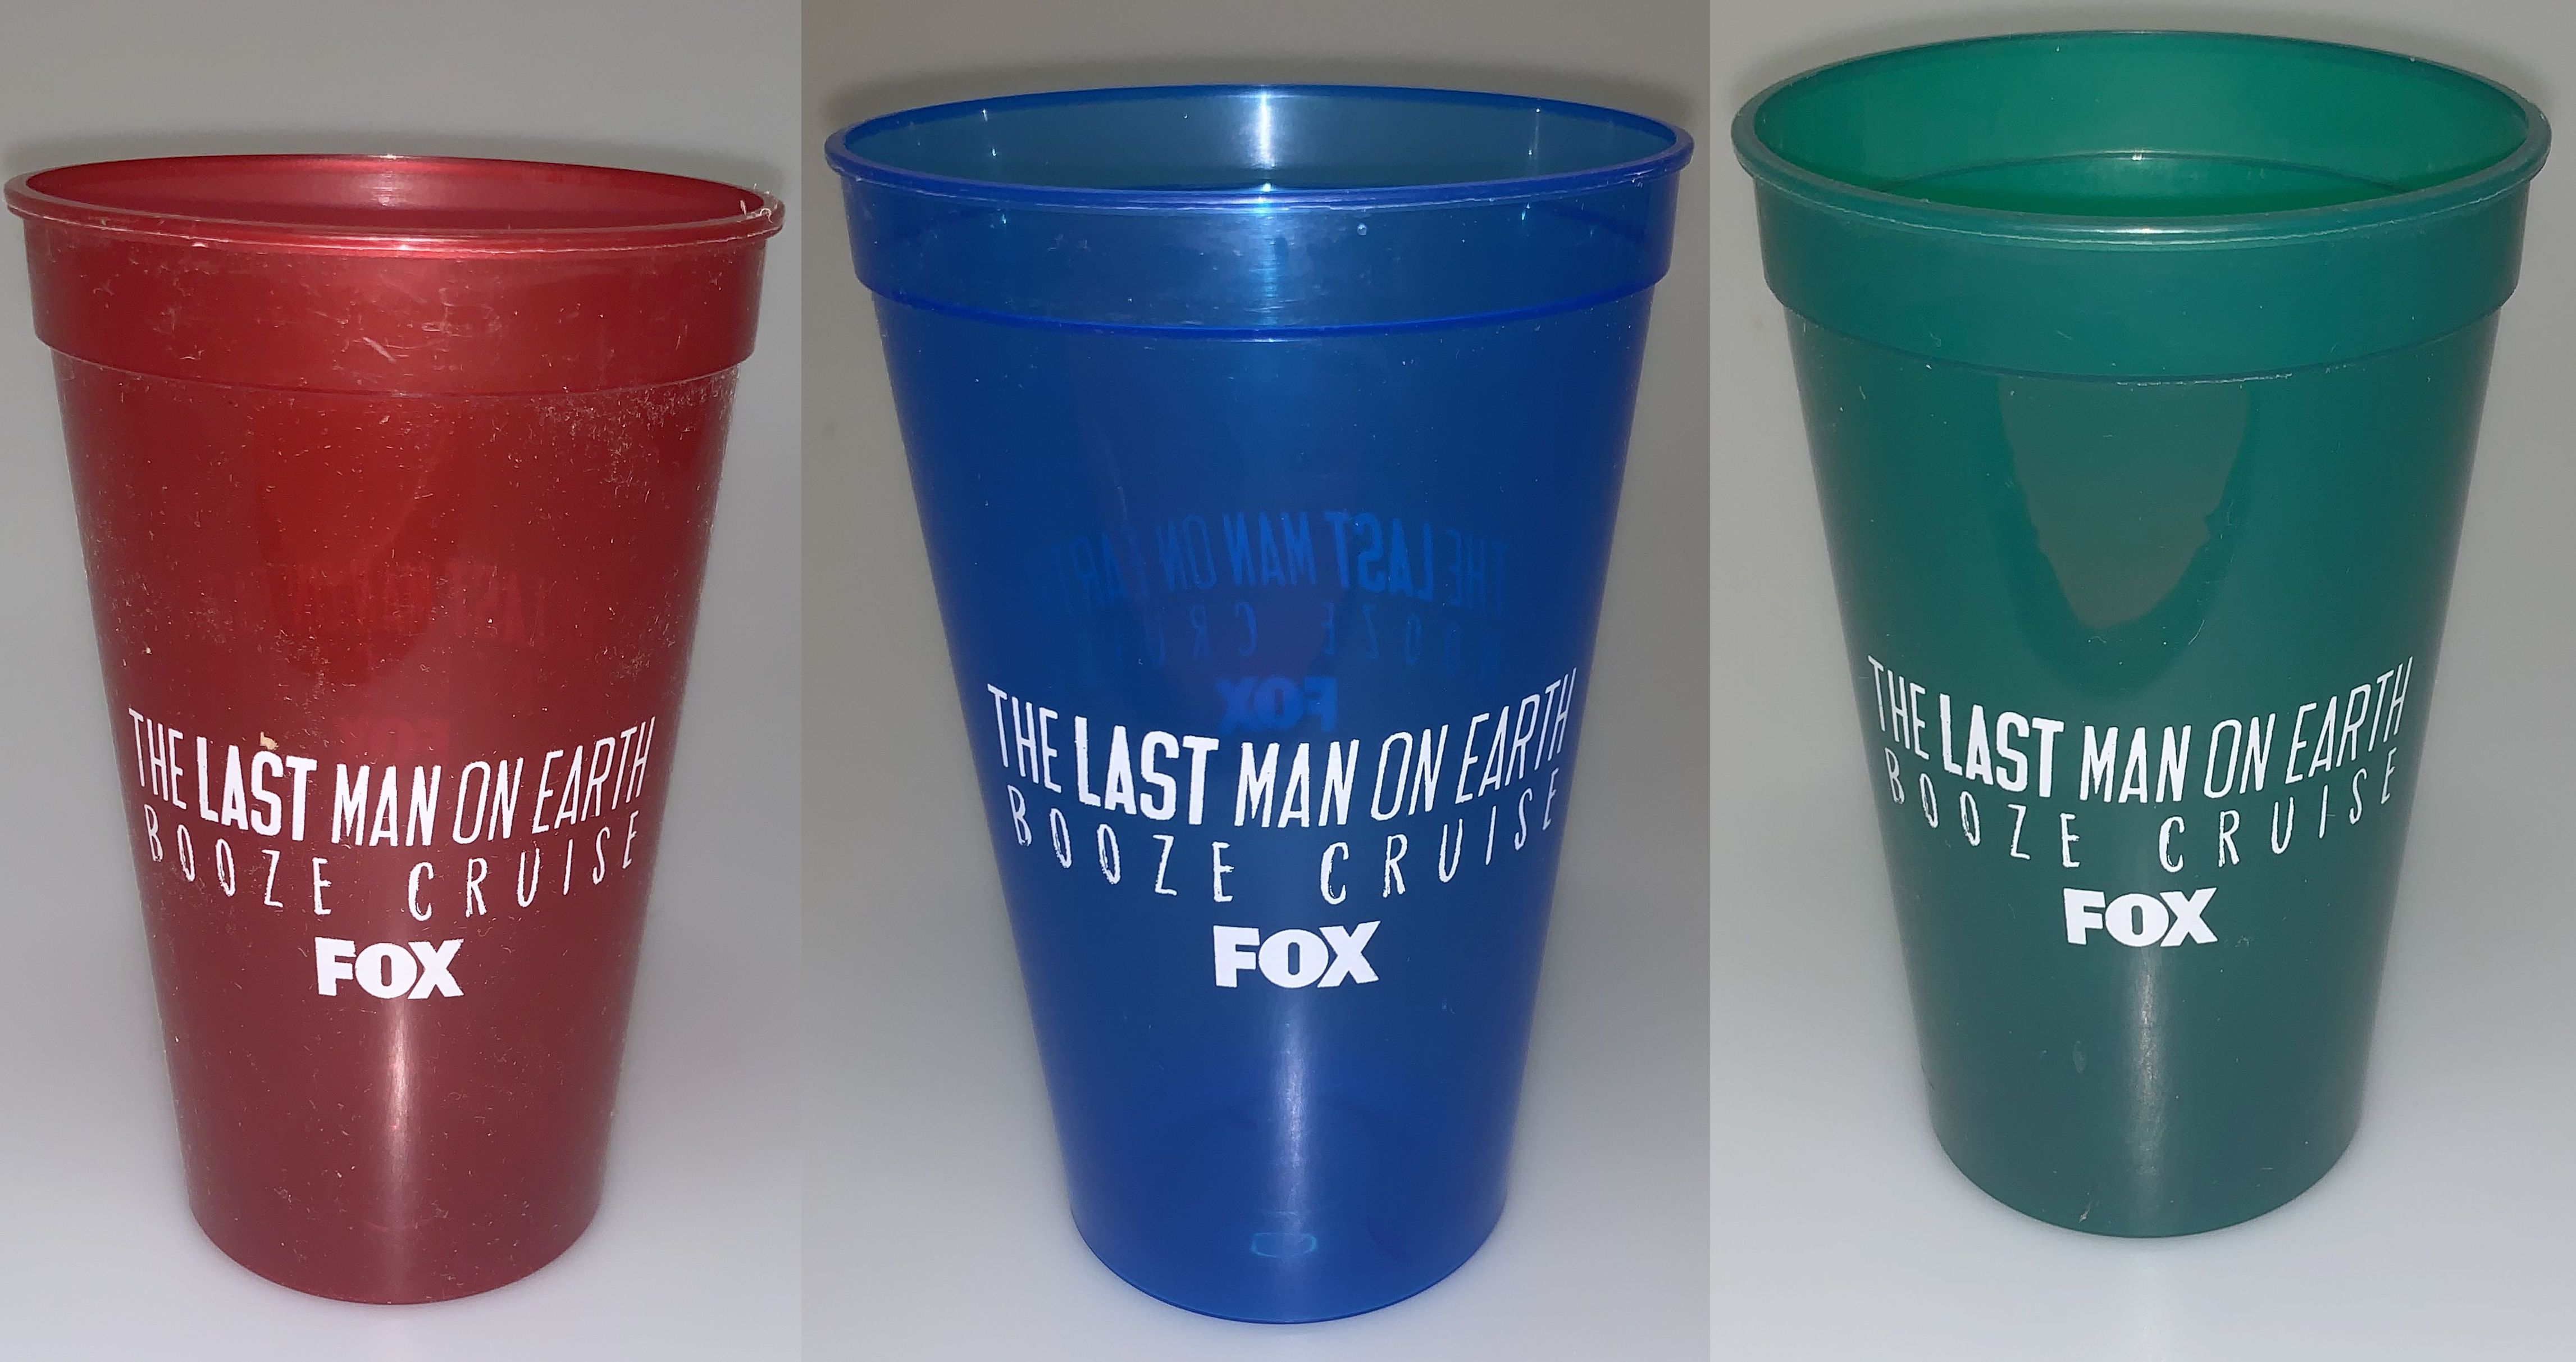 THE LAST MAN ON EARTH
BOOZE CRUISE
FOX
THE LAST MAN ON EARTH
BOOZE CRUISE
FOX
THE LAST MAN ON EARTH
BOOZE CRUISE
FOX